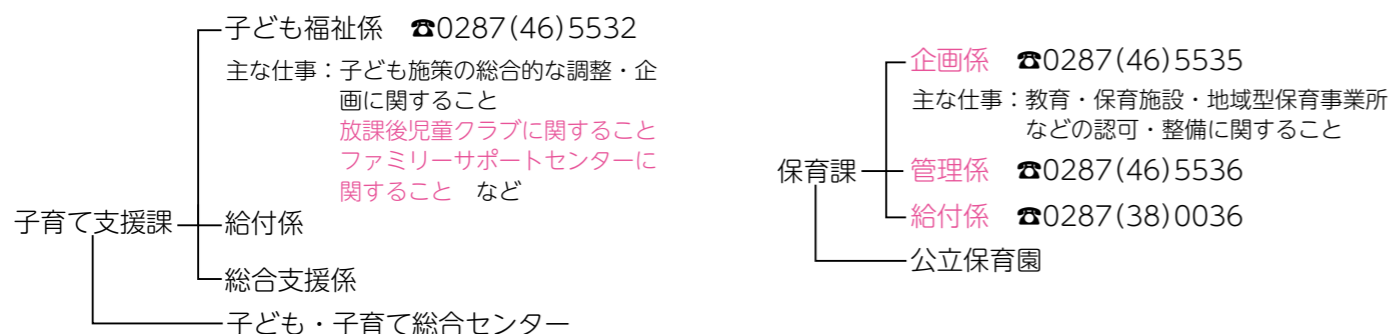 子ども福祉係 ☎0287(46)5532
主な仕事：子ども施策の総合的な調整・企
画に関すること
放課後児童クラブに関すること
ファミリーサポートセンターに
関すること など
子育て支援課
給付係
総合支援係
子ども・子育て総合センター
企画係 ☎0287(46)5535
主な仕事：教育・保育施設・地域型保育事業所
などの認可・整備に関すること
保育課
管理係 ☎0287(46)5536
給付係 ☎0287(38)0036
公立保育園